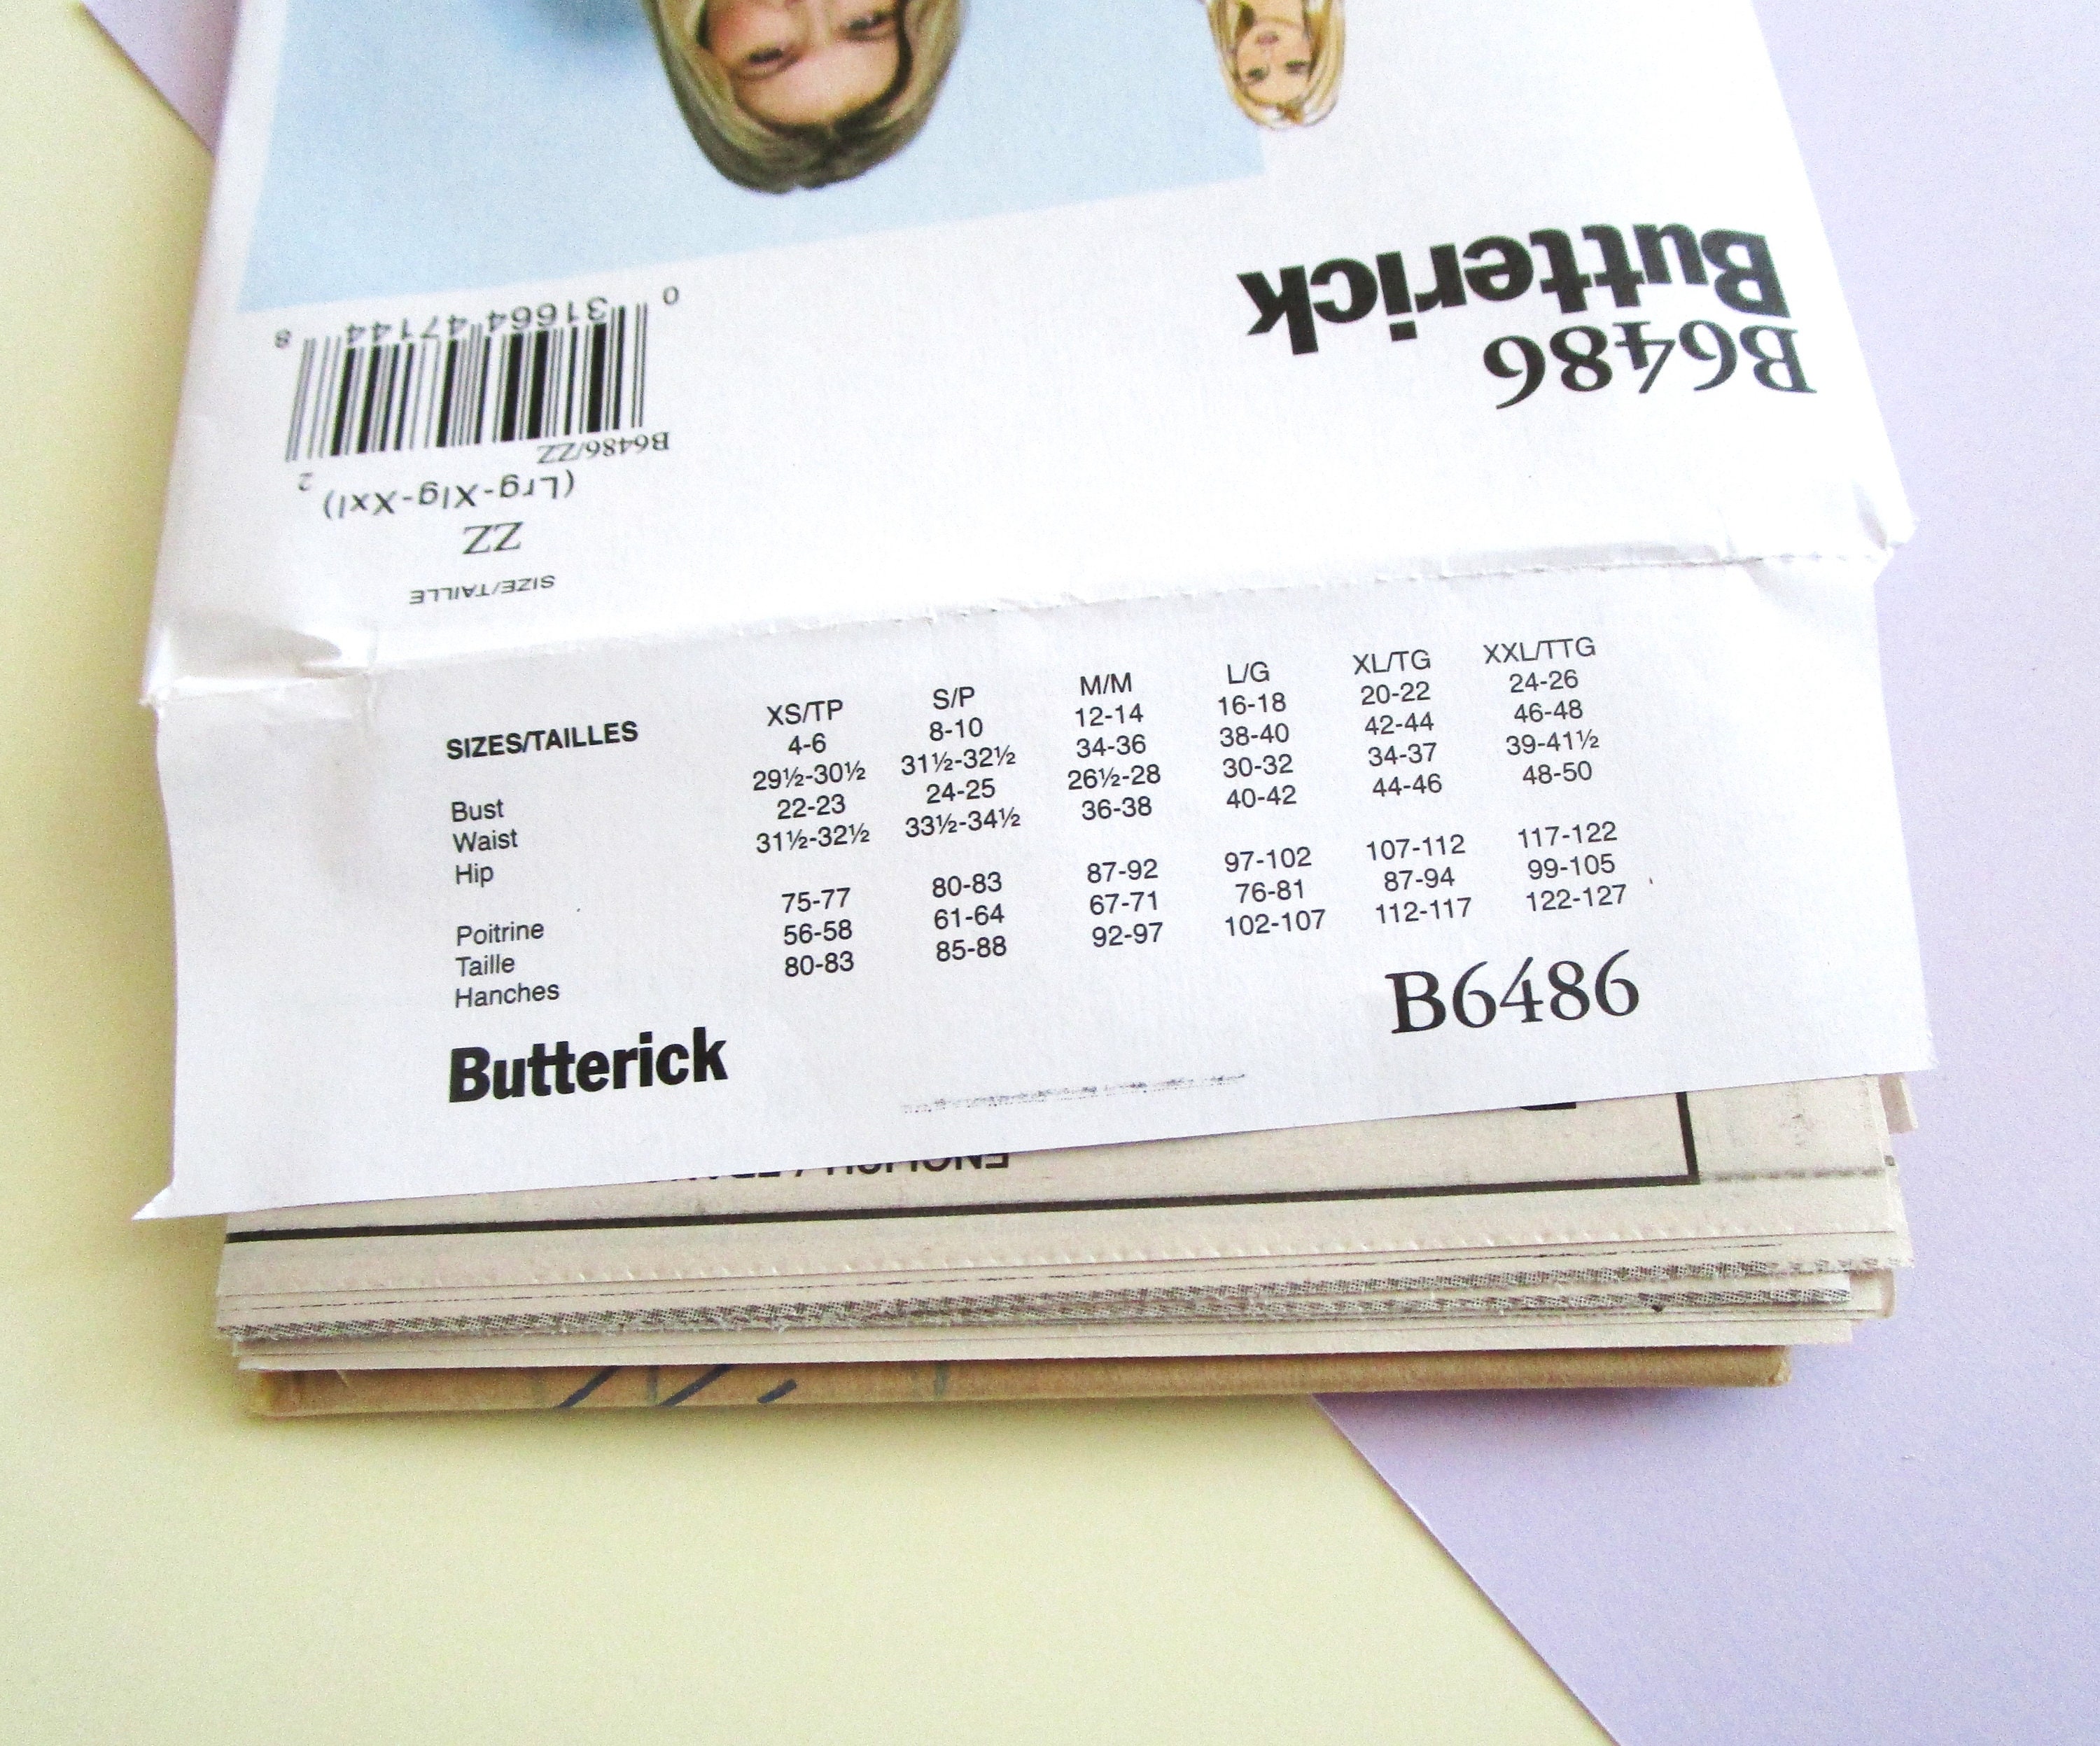 Butterick
B6486
0 31664 47144 8
B6486/ZZ
2
(Lrg-Xlg-Xxl)
ZZ
SIZE/TAILLE
SIZES/TAILLES XS/TP S/P M/M L/G XL/TG XXL/TTG
4-6 8-10 12-14 16-18 20-22 24-26
Bust 29½-30½ 31½-32½ 34-36 38-40 42-44 46-48
Waist 22-23 24-25 26½-28 30-32 34-37 39-41½
Hip 31½-32½ 33½-34½ 36-38 40-42 44-46 48-50
Poitrine 75-77 80-83 87-92 97-102 107-112 117-122
Taille 56-58 61-64 67-71 76-81 87-94 99-105
Hanches 80-83 85-88 92-97 102-107 112-117 122-127
Butterick B6486
ENGLISH /